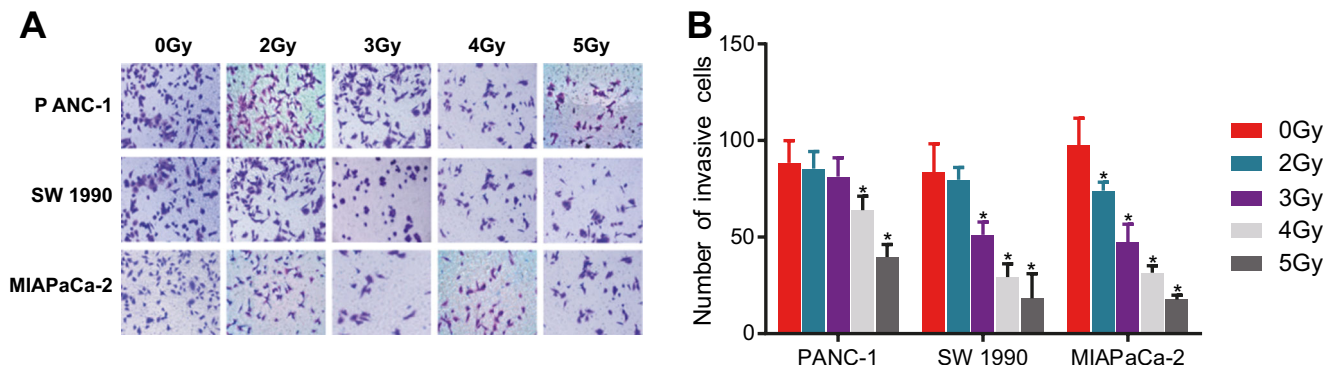 A
0Gy 2Gy 3Gy 4Gy 5Gy
P ANC-1
SW 1990
MIAPaCa-2
B
Number of invasive cells
150
100
50
0
* *
* * *
* * * *
PANC-1 SW 1990 MIAPaCa-2
0Gy
2Gy
3Gy
4Gy
5Gy